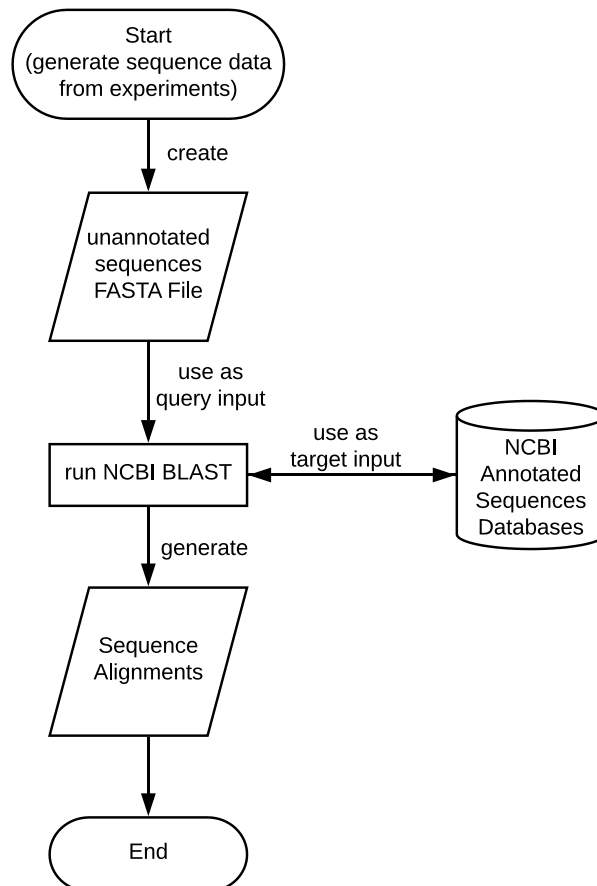 Start
(generate sequence data
from experiments)
create
unannotated
sequences
FASTA File
use as
query input
run NCBI BLAST
use as
target input
NCBI
Annotated
Sequences
Databases
generate
Sequence
Alignments
End